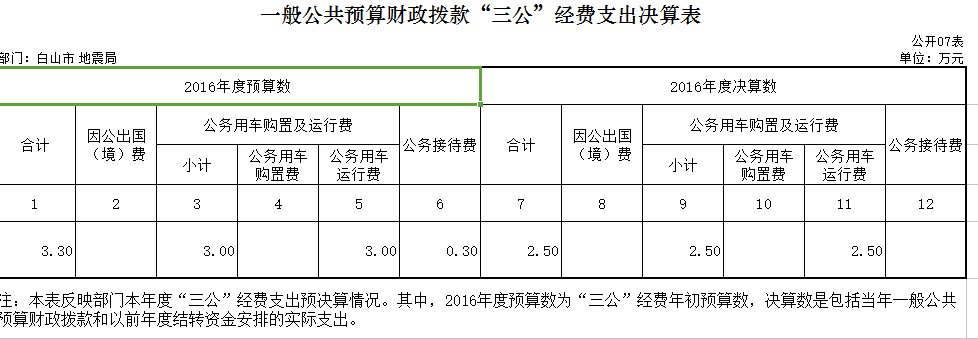 一般公共预算财政拨款“三公”经费支出决算表
公开07表
部门：白山市 地震局
单位：万元
2016年度预算数 2016年度决算数
合计 因公出国（境）费 公务用车购置及运行费 公务接待费 合计 因公出国（境）费 公务用车购置及运行费 公务接待费
小计 公务用车购置费 公务用车运行费 小计 公务用车购置费 公务用车运行费
1 2 3 4 5 6 7 8 9 10 11 12
3.30 3.00 3.00 0.30 2.50 2.50 2.50
注：本表反映部门本年度“三公”经费支出预决算情况。其中，2016年度预算数为“三公”经费年初预算数，决算数是包括当年一般公共
预算财政拨款和以前年度结转资金安排的实际支出。